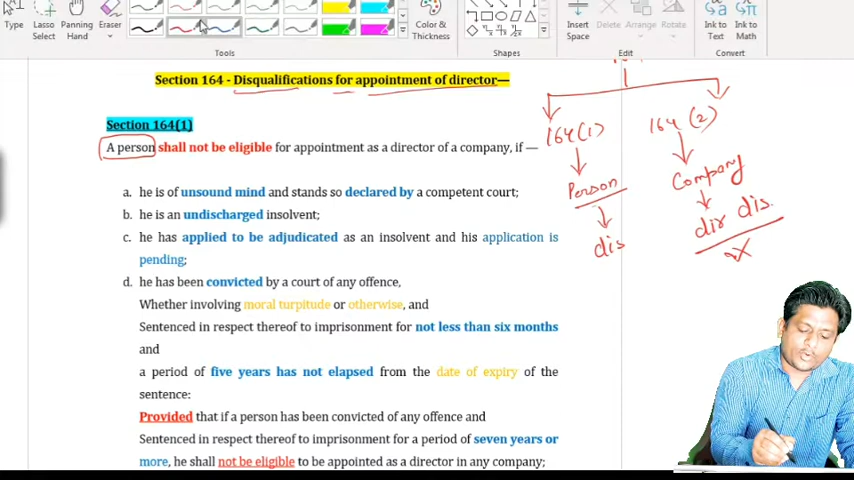 Type
Lasso Select
Panning Hand
Eraser
Color & Thickness
Insert Space
Delete
Arrange
Rotate
Ink to Text
Ink to Math
Tools
Shapes
Edit
Convert
Section 164 - Disqualifications for appointment of director—
Section 164(1)
A person shall not be eligible for appointment as a director of a company, if —
a. he is of unsound mind and stands so declared by a competent court;
b. he is an undischarged insolvent;
c. he has applied to be adjudicated as an insolvent and his application is
pending;
d. he has been convicted by a court of any offence,
Whether involving moral turpitude or otherwise, and
Sentenced in respect thereof to imprisonment for not less than six months
and
a period of five years has not elapsed from the date of expiry of the
sentence:
Provided that if a person has been convicted of any offence and
Sentenced in respect thereof to imprisonment for a period of seven years or
more, he shall not be eligible to be appointed as a director in any company;
164(1)
Person
dis
164 (2)
Company
dir dis.